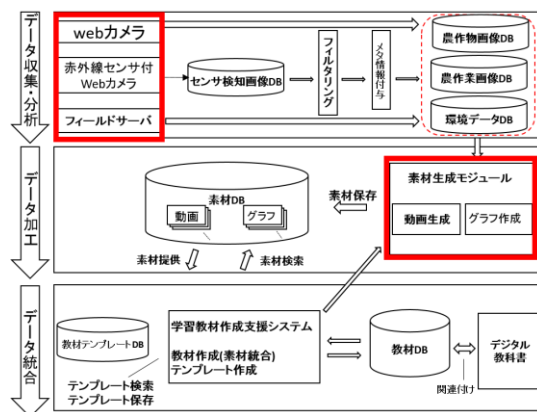 データ収集・分析
webカメラ
赤外線センサ付
Webカメラ
フィールドサーバ
センサ検知画像DB
フィルタリング
メタ情報付与
農作物画像DB
農作業画像DB
環境データDB
データ加工
素材DB
動画
グラフ
素材保存
素材生成モジュール
動画生成
グラフ作成
素材提供
素材検索
データ統合
教材テンプレートDB
テンプレート検索
テンプレート保存
学習教材作成支援システム
教材作成(素材統合)
テンプレート作成
教材DB
関連付け
デジタル
教科書